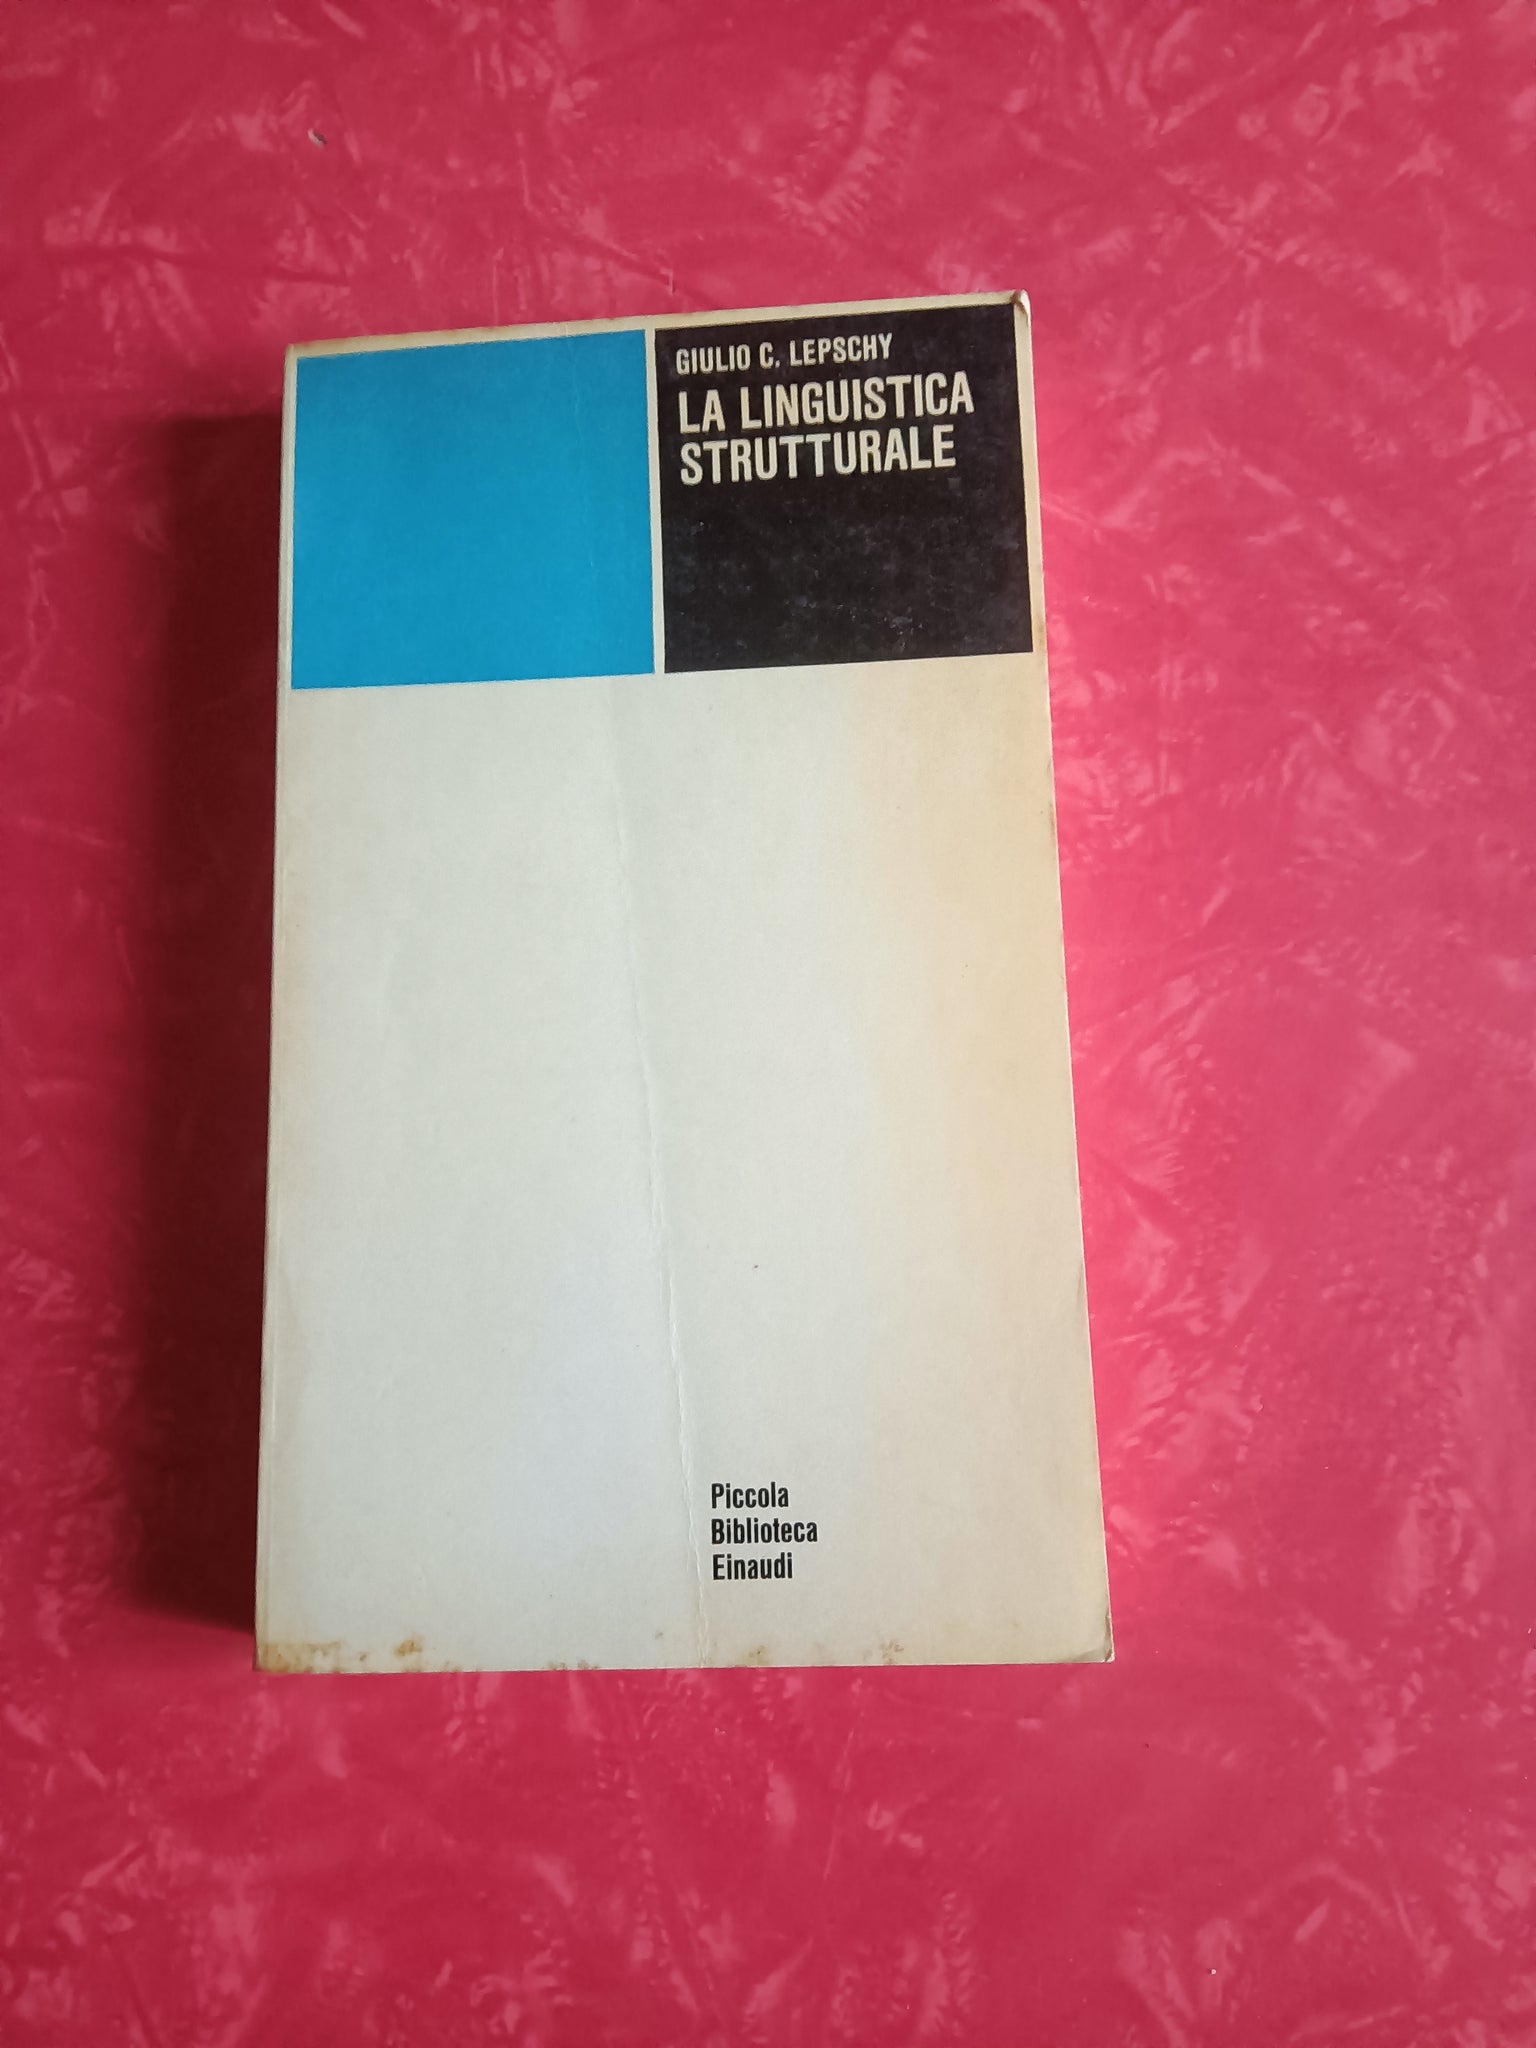 GIULIO C. LEPSCHY
LA LINGUISTICA
STRUTTURALE
Piccola
Biblioteca
Einaudi